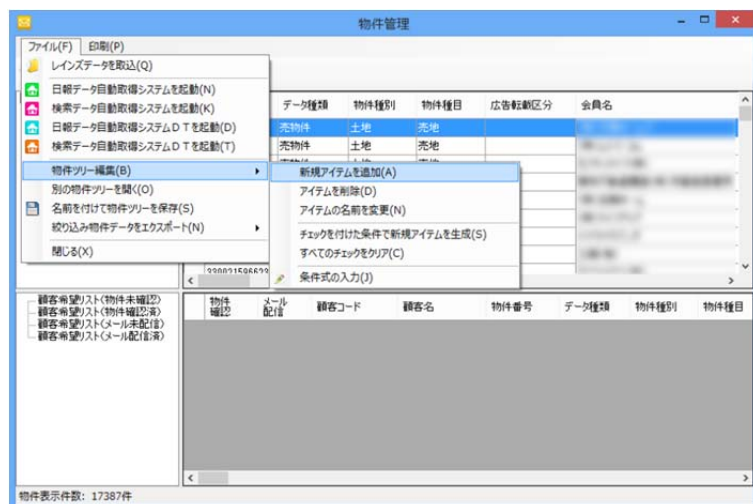 物件管理
ファイル(F) 印刷(P)
レインズデータを取込(Q)
日報データ自動取得システムを起動(N)
検索データ自動取得システムを起動(K)
日報データ自動取得システムDTを起動(D)
検索データ自動取得システムDTを起動(T)
物件ツリー編集(B)
別の物件ツリーを開く(O)
名前を付けて物件ツリーを保存(S)
絞り込み物件データをエクスポート(N)
閉じる(X)
データ種類 物件種別 物件種目 広告転載区分 会員名
売物件 土地 売地
売物件 土地 売地
新規アイテムを追加(A)
アイテムを削除(D)
アイテムの名前を変更(N)
チェックを付けた条件で新規アイテムを生成(S)
すべてのチェックをクリア(C)
条件式の入力(J)
顧客希望リスト(物件未確認)
顧客希望リスト(物件確認済)
顧客希望リスト(メール未配信)
顧客希望リスト(メール配信済)
物件確認 メール配信 顧客コード 顧客名 物件番号 データ種類 物件種別 物件種目
物件表示件数: 17387件